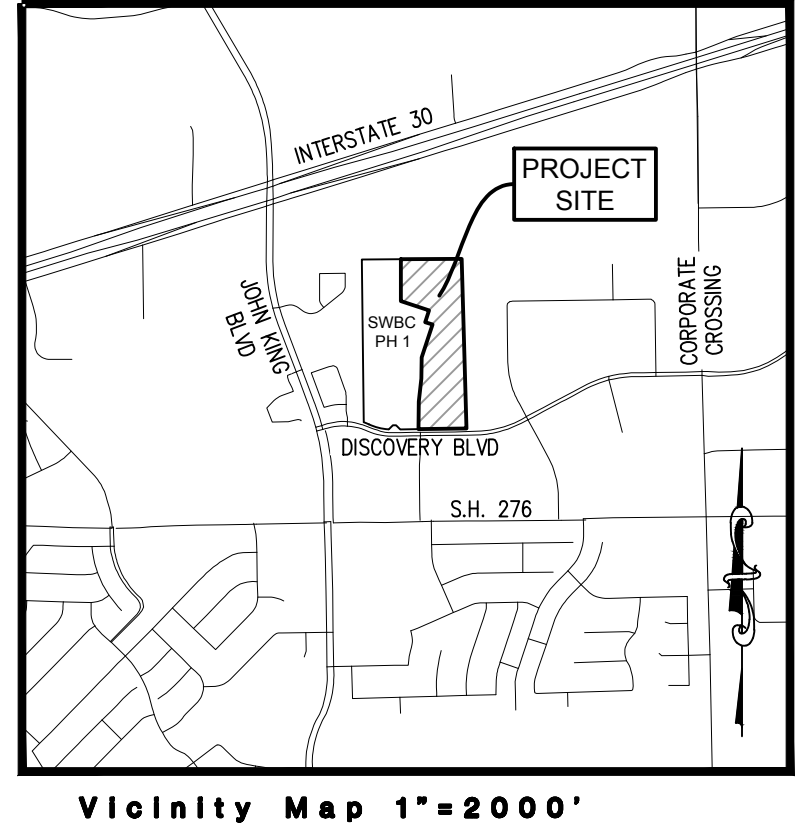 INTERSTATE 30
PROJECT
SITE
JOHN KING
BLVD
SWBC
PH 1
CORPORATE
CROSSING
DISCOVERY BLVD
S.H. 276
Vicinity Map 1"=2000'